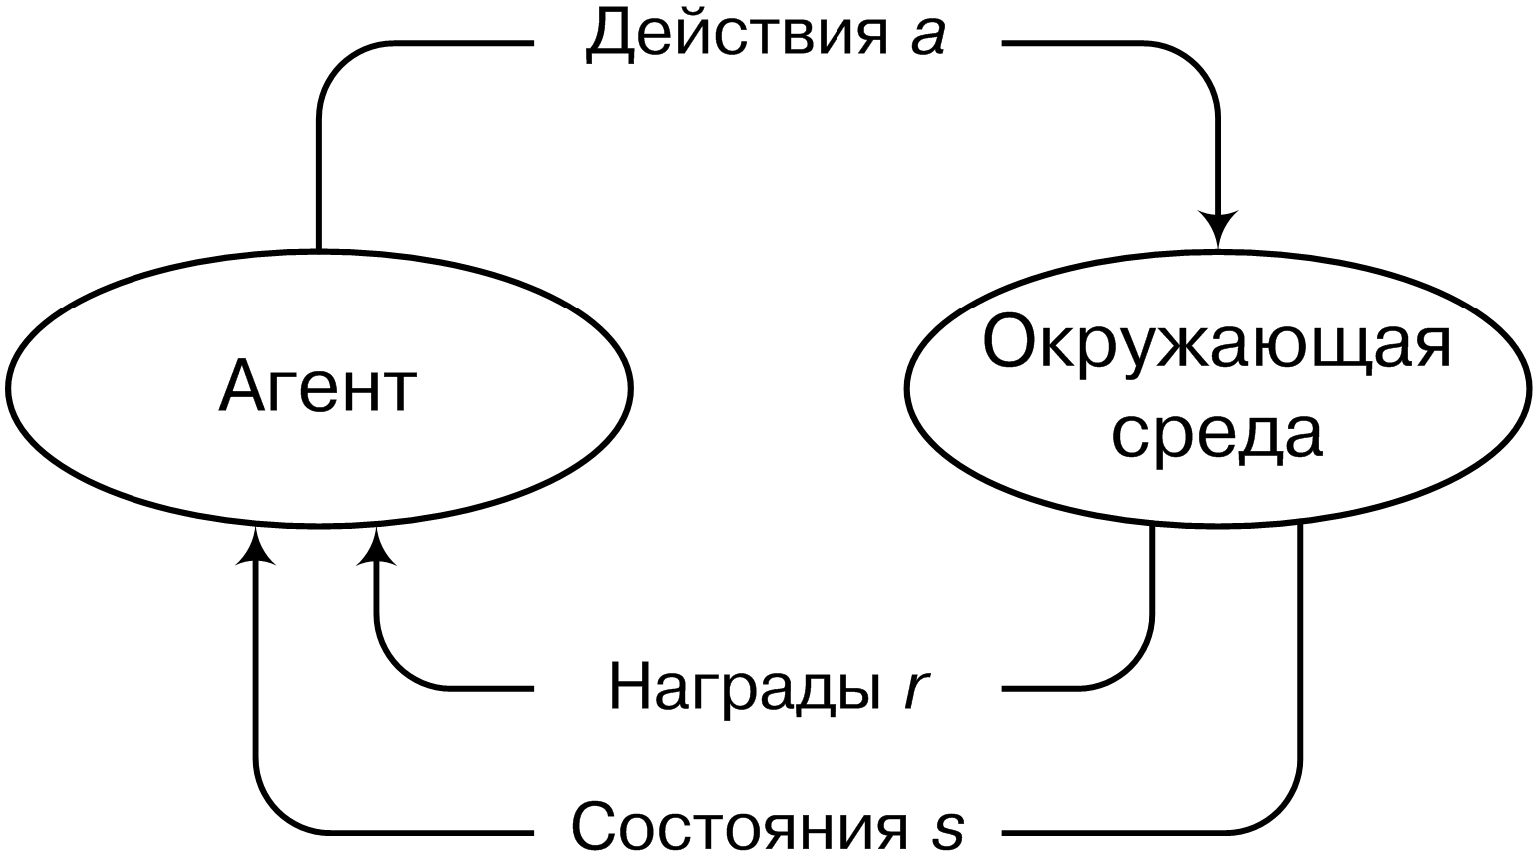 Действия a
Агент
Окружающая
среда
Награды r
Состояния s